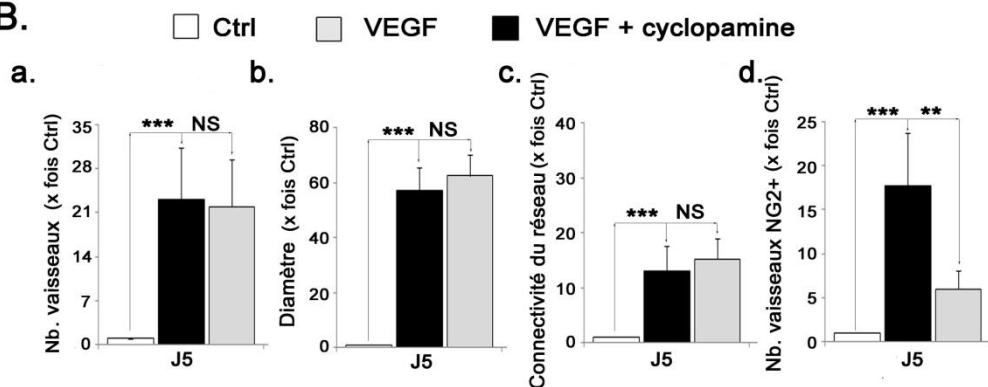 B.
Ctrl VEGF VEGF + cyclopamine
a.
Nb. vaisseaux (x fois Ctrl)
35
28
21
14
7
0
*** NS
J5
b.
Diamètre (x fois Ctrl)
80
60
40
20
0
*** NS
J5
c.
Connectivité du réseau (x fois Ctrl)
40
30
20
10
0
*** NS
J5
d.
Nb. vaisseaux NG2+ (x fois Ctrl)
25
20
15
10
5
0
*** **
J5